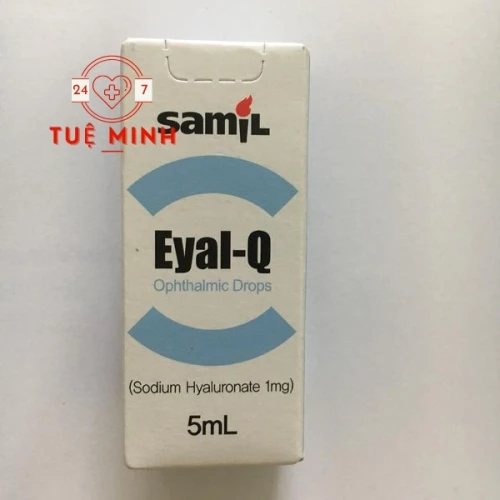 24 7
TUỆ MINH
samil
Eyal-Q
Ophthalmic Drops
(Sodium Hyaluronate 1mg)
5mL